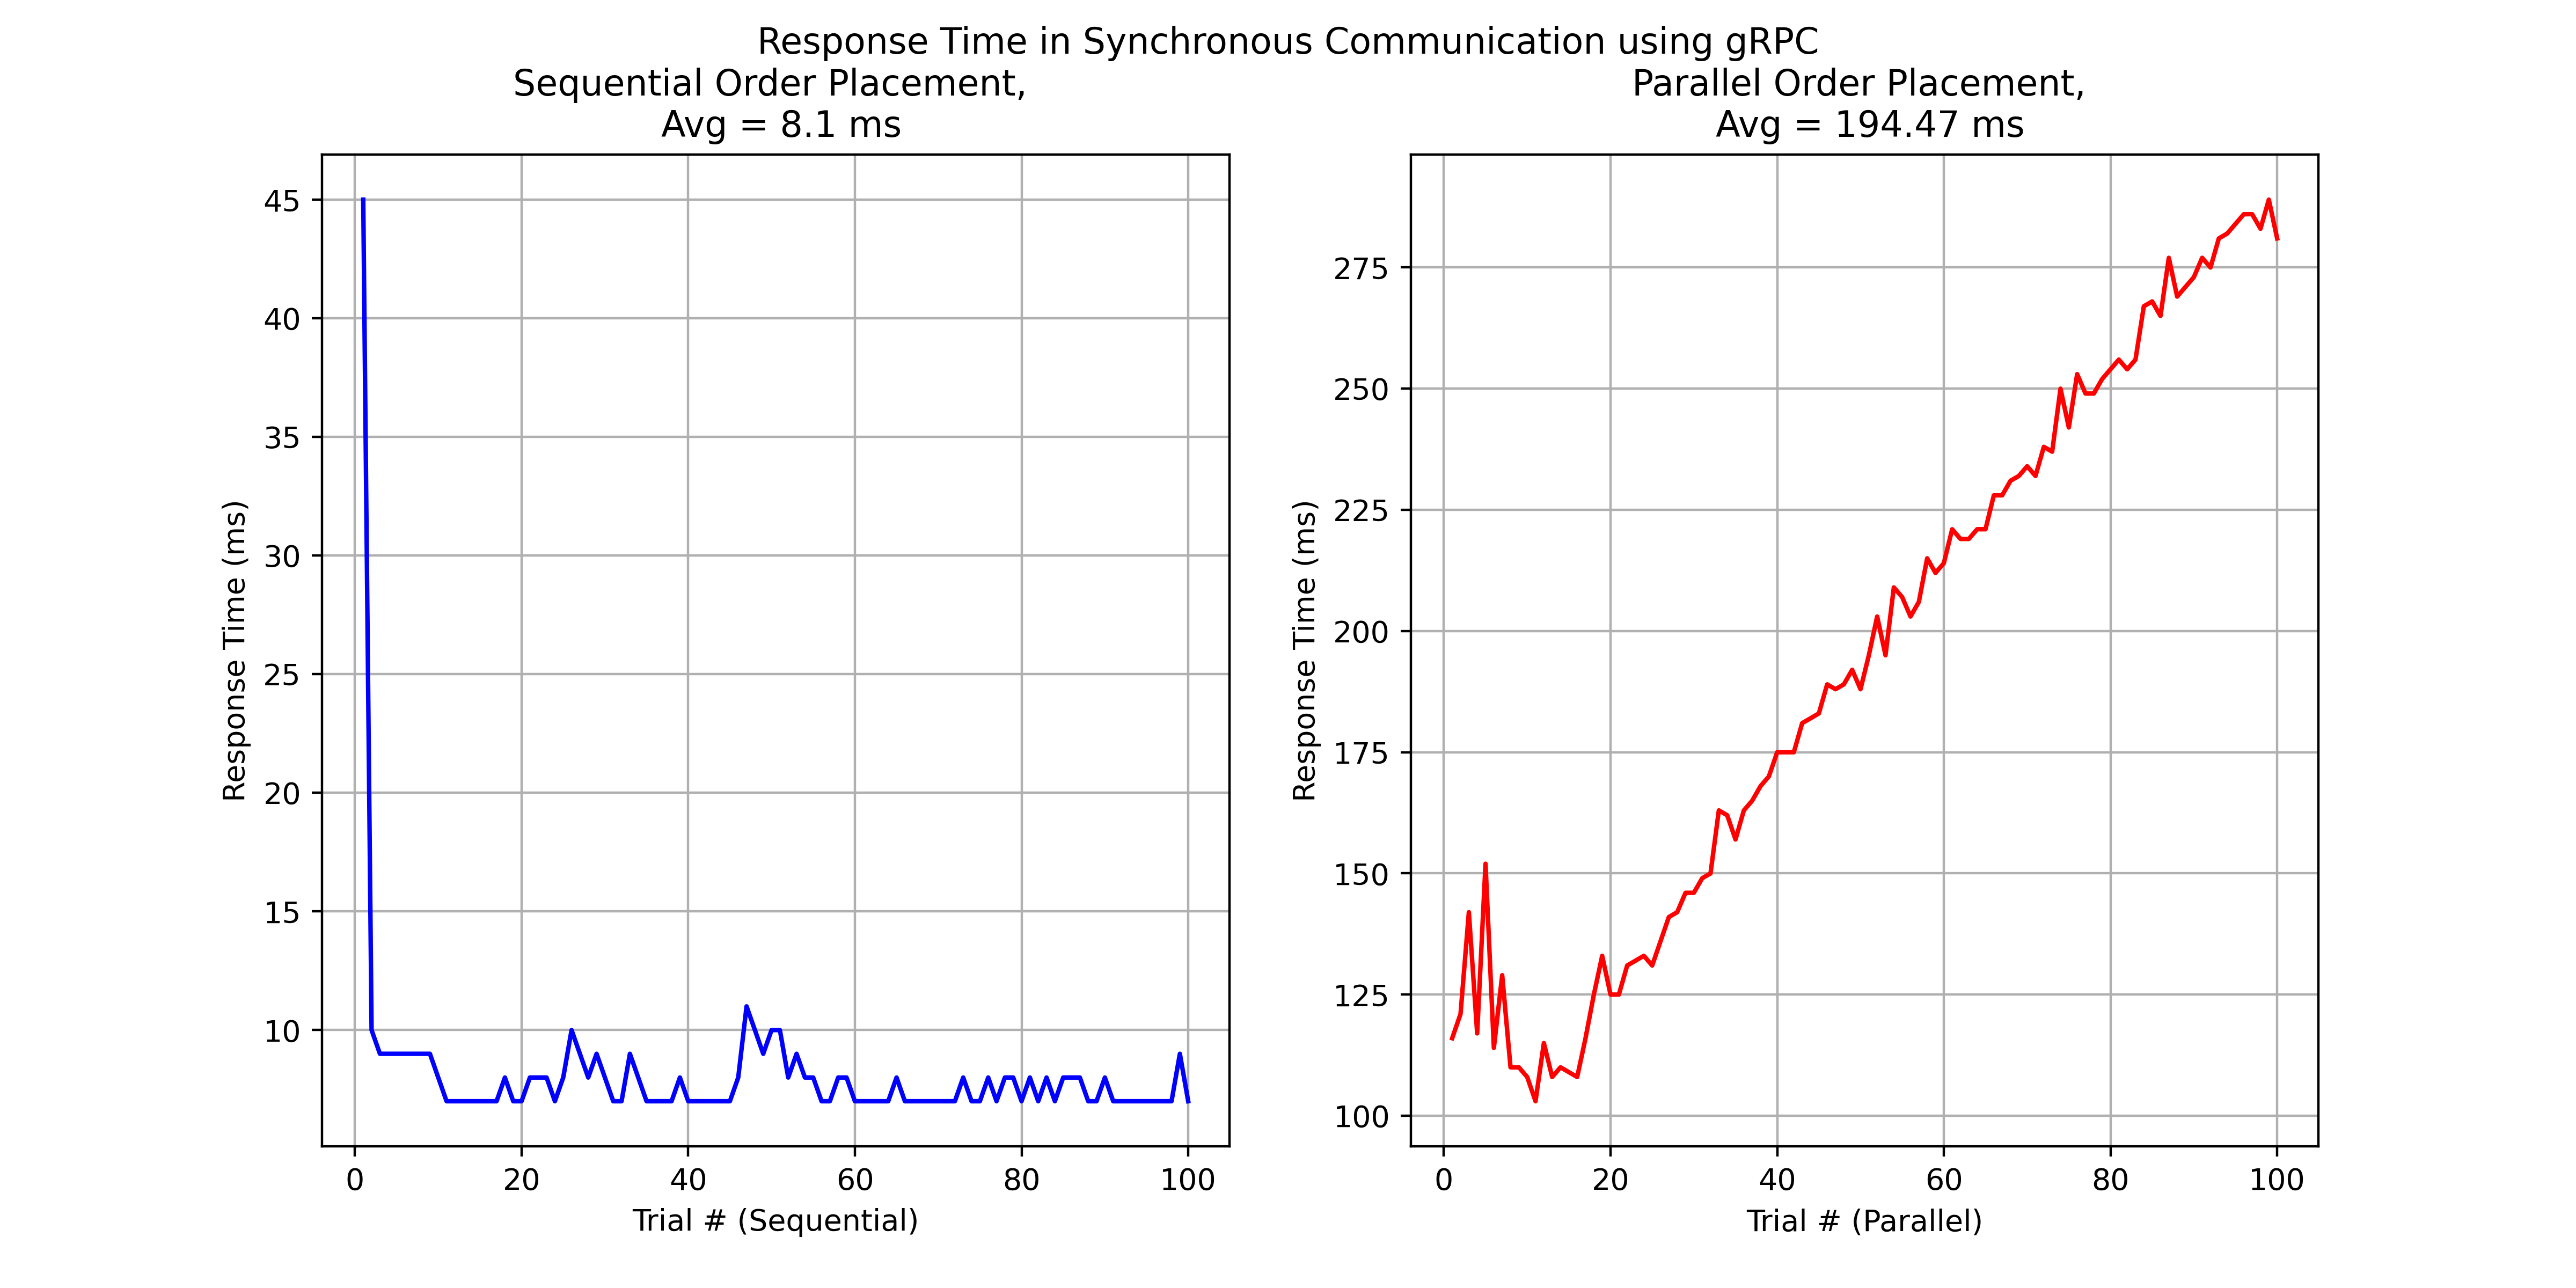 Response Time in Synchronous Communication using gRPC
Sequential Order Placement,
Avg = 8.1 ms
45
40
35
30
25
20
15
10
Response Time (ms)
0 20 40 60 80 100
Trial # (Sequential)
Parallel Order Placement,
Avg = 194.47 ms
275
250
225
200
175
150
125
100
Response Time (ms)
0 20 40 60 80 100
Trial # (Parallel)